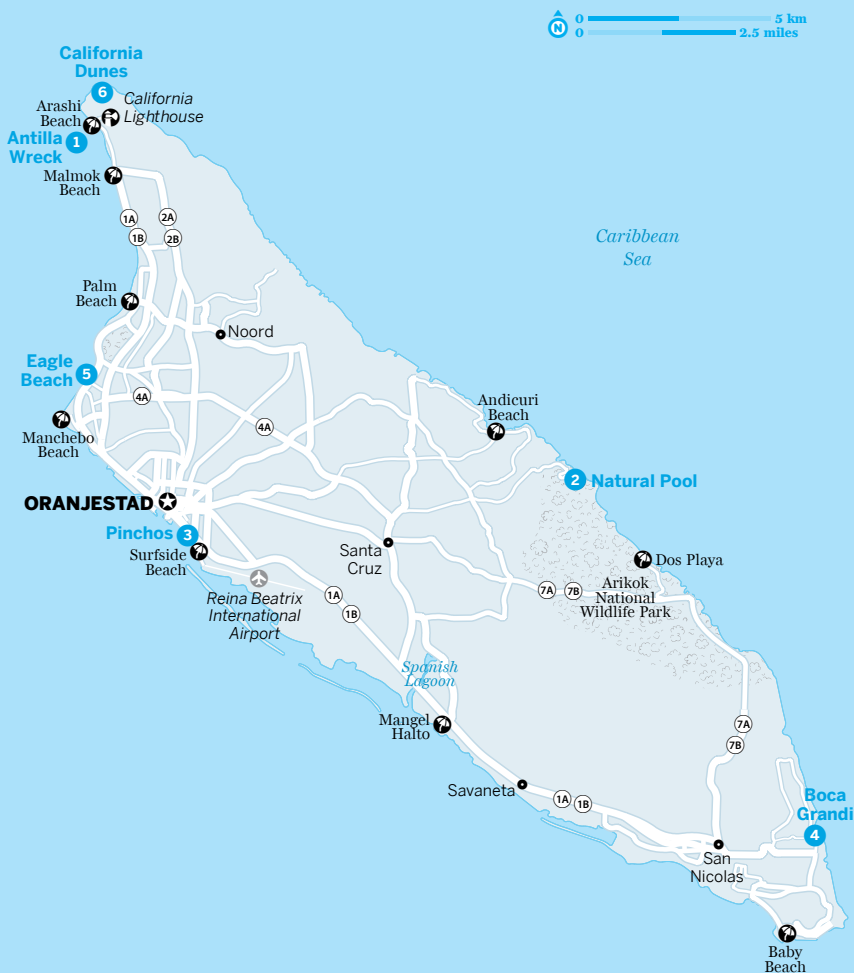 0 5 km
N
0 2.5 miles
California
Dunes
6
California
Lighthouse
Arashi
Beach
Antilla
Wreck
1
Malmok
Beach
1A
2A
1B
2B
Caribbean
Sea
Palm
Beach
Noord
Eagle
Beach
5
4A
Andicuri
Beach
4A
Manchebo
Beach
2 Natural Pool
ORANJESTAD
Pinchos 3
Surfside
Beach
Santa
Cruz
Dos Playa
Reina Beatrix
International
Airport
1A
1B
7A
7B
Arikok
National
Wildlife Park
Spanish
Lagoon
Mangel
Halto
7A
7B
Savaneta
1A
1B
Boca
Grandi
4
San
Nicolas
Baby
Beach